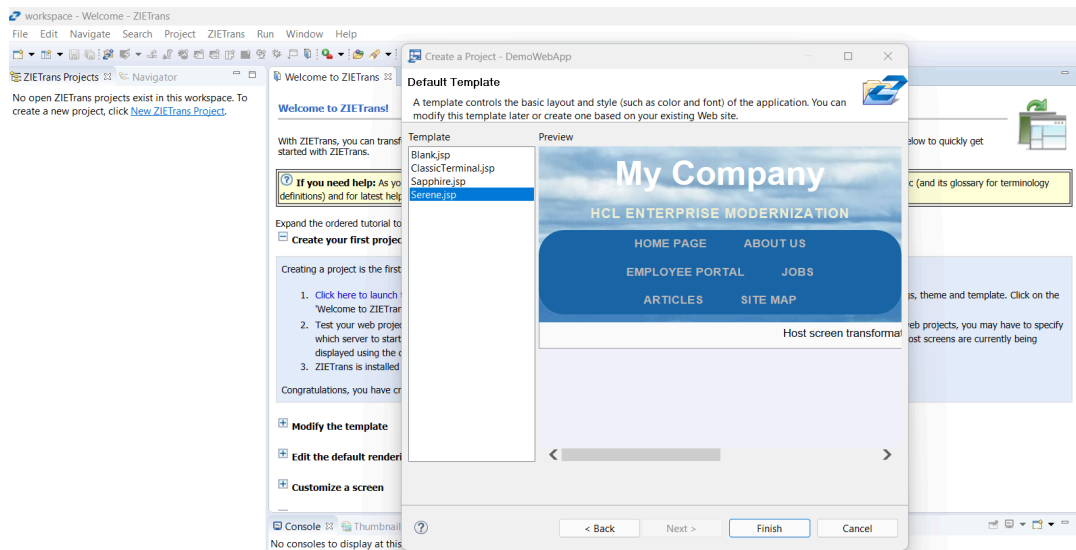 workspace - Welcome - ZIETrans
File Edit Navigate Search Project ZIETrans Run Window Help
ZIETrans Projects Navigator
No open ZIETrans projects exist in this workspace. To
create a new project, click New ZIETrans Project.
Welcome to ZIETrans
Welcome to ZIETrans!
With ZIETrans, you can transf
elow to quickly get
started with ZIETrans.
If you need help: As yo
c (and its glossary for terminology
definitions) and for latest help
Expand the ordered tutorial to
Create your first projec
Creating a project is the first
1. Click here to launch
s, theme and template. Click on the
'Welcome to ZIETrar
2. Test your web projec
eb projects, you may have to specify
which server to start
ost screens are currently being
displayed using the
3. ZIETrans is installed
Congratulations, you have cr
Modify the template
Edit the default renderi
Customize a screen
Console Thumbnail
No consoles to display at this
Create a Project - DemoWebApp
Default Template
A template controls the basic layout and style (such as color and font) of the application. You can
modify this template later or create one based on your existing Web site.
Template
Blank.jsp
ClassicTerminal.jsp
Sapphire.jsp
Serene.jsp
Preview
My Company
HCL ENTERPRISE MODERNIZATION
HOME PAGE ABOUT US
EMPLOYEE PORTAL JOBS
ARTICLES SITE MAP
Host screen transformat
< Back Next > Finish Cancel